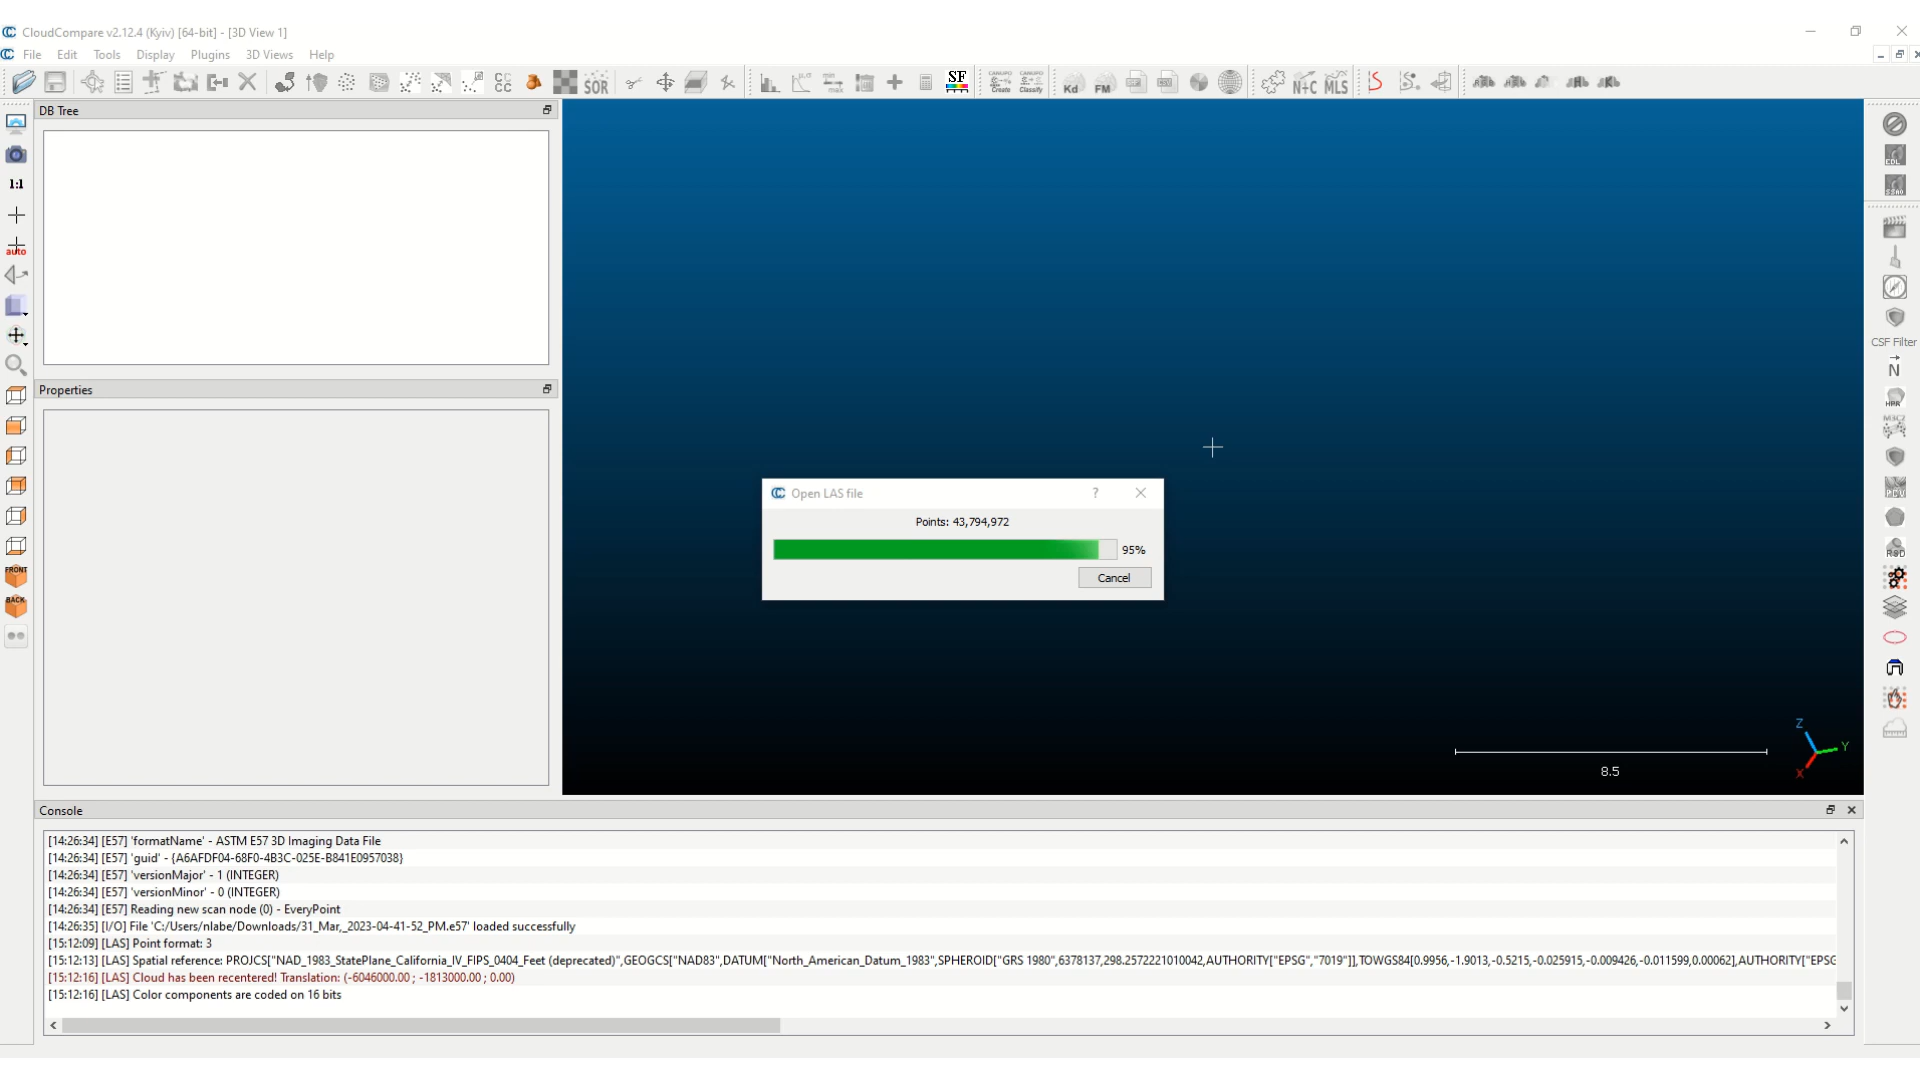 CloudCompare v2.12.4 (Kyiv) [64-bit] - [3D View 1]
File Edit Tools Display Plugins 3D Views Help
SOR SF Kd FM N+C MLS
DB Tree
1:1
auto
Properties
FRONT
BACK
EDL
SSAO
CSF Filter
N
HPR
M3C2
PCV
RSD
Open LAS file ?
Points: 43,794,972
95%
Cancel
Z
Y
X
8.5
Console
[14:26:34] [E57] 'formatName' - ASTM E57 3D Imaging Data File
[14:26:34] [E57] 'guid' - {A6AFDF04-68F0-4B3C-025E-B841E0957038}
[14:26:34] [E57] 'versionMajor' - 1 (INTEGER)
[14:26:34] [E57] 'versionMinor' - 0 (INTEGER)
[14:26:34] [E57] Reading new scan node (0) - EveryPoint
[14:26:35] [I/O] File 'C:/Users/nlabe/Downloads/31_Mar,_2023-04-41-52_PM.e57' loaded successfully
[15:12:09] [LAS] Point format: 3
[15:12:13] [LAS] Spatial reference: PROJCS["NAD_1983_StatePlane_California_IV_FIPS_0404_Feet (deprecated)",GEOGCS["NAD83",DATUM["North_American_Datum_1983",SPHEROID["GRS 1980",6378137,298.2572221010042,AUTHORITY["EPSG","7019"]],TOWGS84[0.9956,-1.9013,-0.5215,-0.025915,-0.009426,-0.011599,0.00062],AUTHORITY["EPSG
[15:12:16] [LAS] Cloud has been recentered! Translation: (-6046000.00 ; -1813000.00 ; 0.00)
[15:12:16] [LAS] Color components are coded on 16 bits